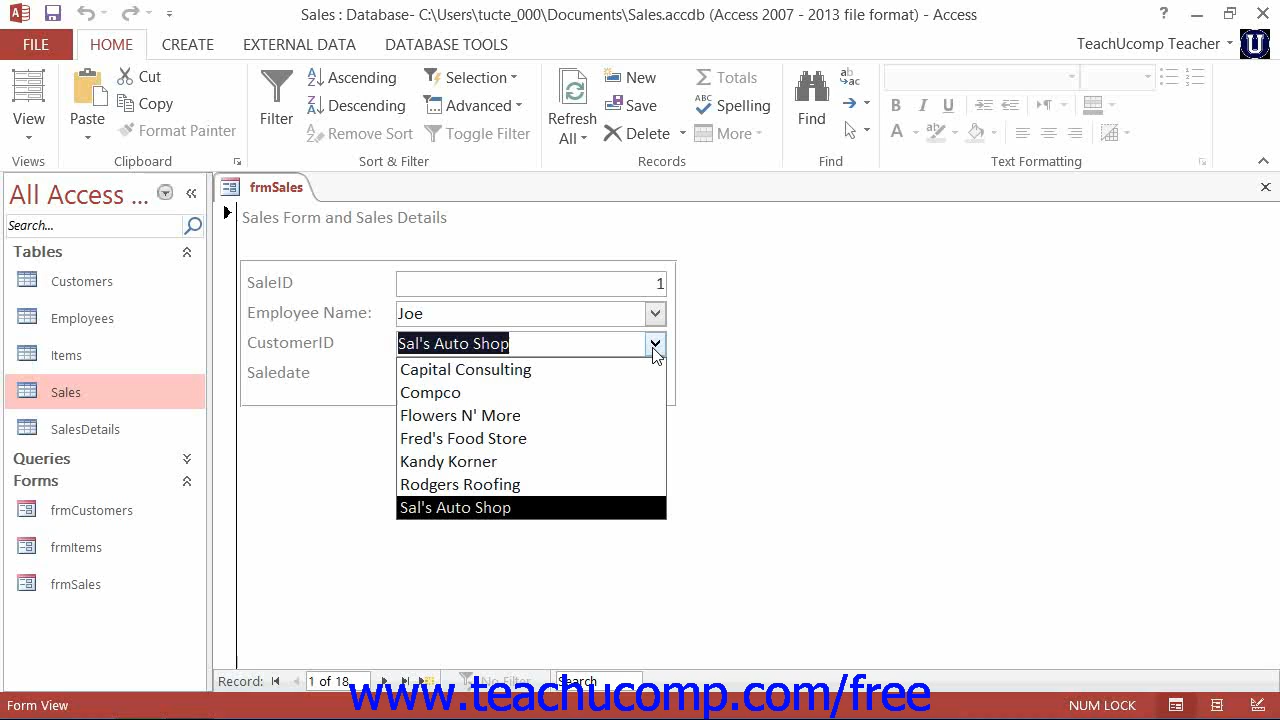 Sales : Database- C:\Users\tucte_000\Documents\Sales.accdb (Access 2007 - 2013 file format) - Access
FILE HOME CREATE EXTERNAL DATA DATABASE TOOLS TeachUcomp Teacher
View
Views
Paste
Cut
Copy
Format Painter
Clipboard
Filter
Ascending
Descending
Remove Sort
Selection
Advanced
Toggle Filter
Sort & Filter
Refresh
All
New
Save
Delete
Totals
Spelling
More
Records
Find
Find
Text Formatting
All Access ...
Search...
Tables
Customers
Employees
Items
Sales
SalesDetails
Queries
Forms
frmCustomers
frmItems
frmSales
frmSales
Sales Form and Sales Details
SaleID 1
Employee Name: Joe
CustomerID Sal's Auto Shop
Saledate
Capital Consulting
Compco
Flowers N' More
Fred's Food Store
Kandy Korner
Rodgers Roofing
Sal's Auto Shop
Record: 1 of 18 No Filter Search
www.teachucomp.com/free
Form View NUM LOCK